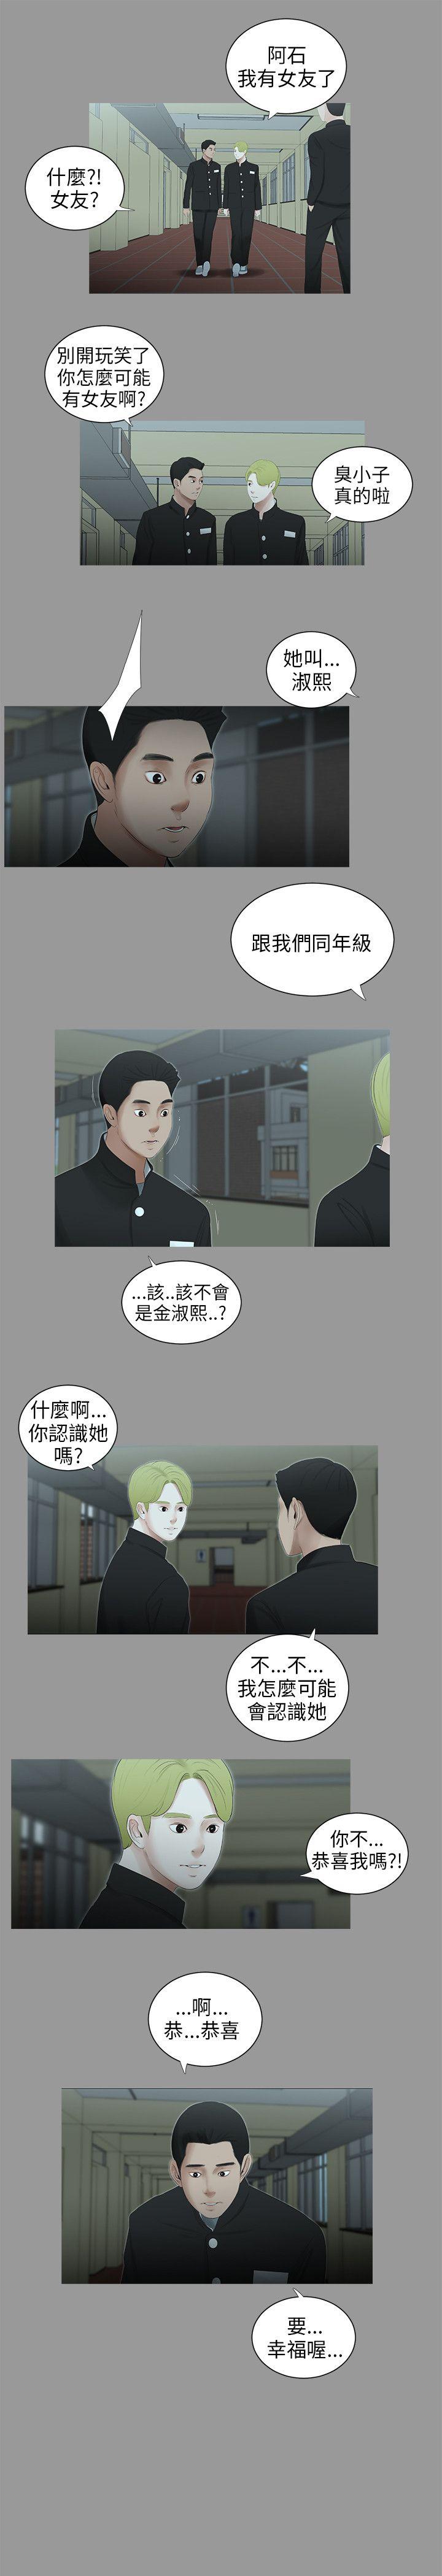 阿石
我有女友了
什麼?!
女友?
別開玩笑了
你怎麼可能
有女友啊?
臭小子
真的啦
她叫...
淑熙
跟我們同年級
...該..該不會
是金淑熙..?
什麼啊...
你認識她
嗎?
不...不...
我怎麼可能
會認識她
你不...
恭喜我嗎?!
...啊...
恭...恭喜
要...
幸福喔...